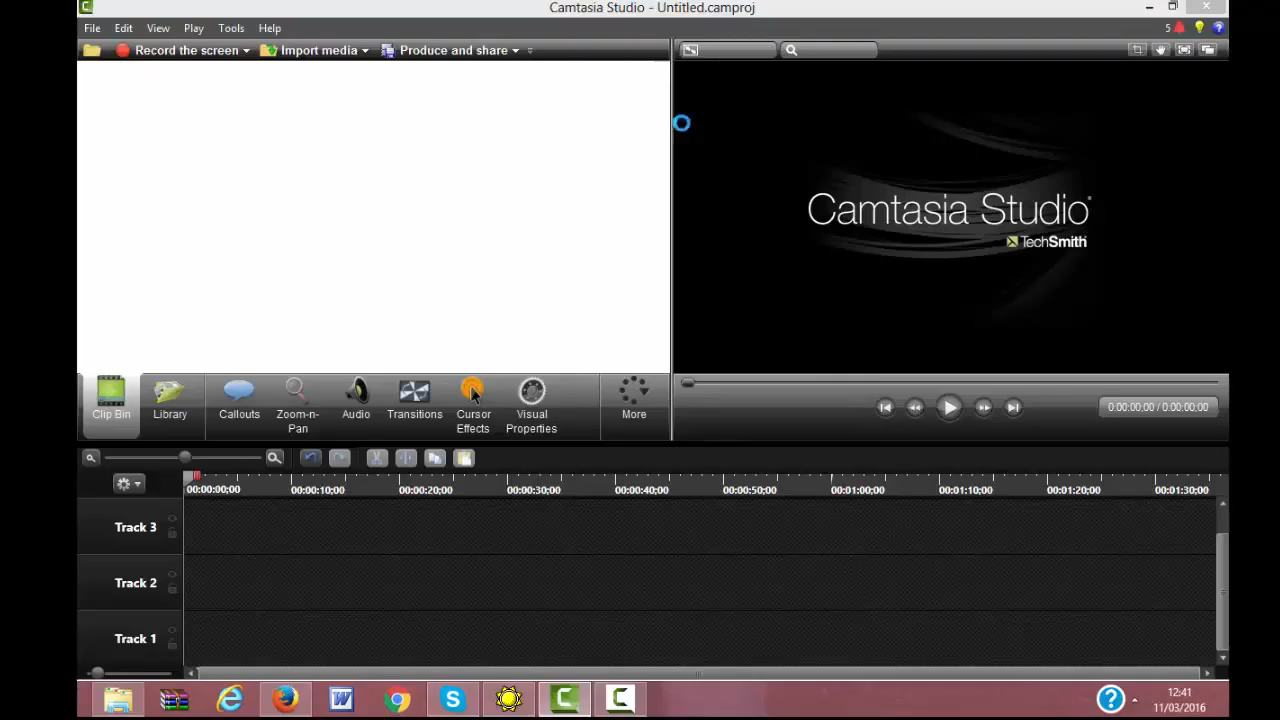 Camtasia Studio - Untitled.camproj
File Edit View Play Tools Help
5
Record the screen Import media Produce and share
Camtasia Studio
TechSmith
Clip Bin Library Callouts Zoom-n-Pan Audio Transitions Cursor Effects Visual Properties More
0:00:00;00 / 0:00:00;00
00:00:00;00 00:00:10;00 00:00:20;00 00:00:30;00 00:00:40;00 00:00:50;00 00:01:00;00 00:01:10;00 00:01:20;00 00:01:30;00
Track 3
Track 2
Track 1
12:41
11/03/2016